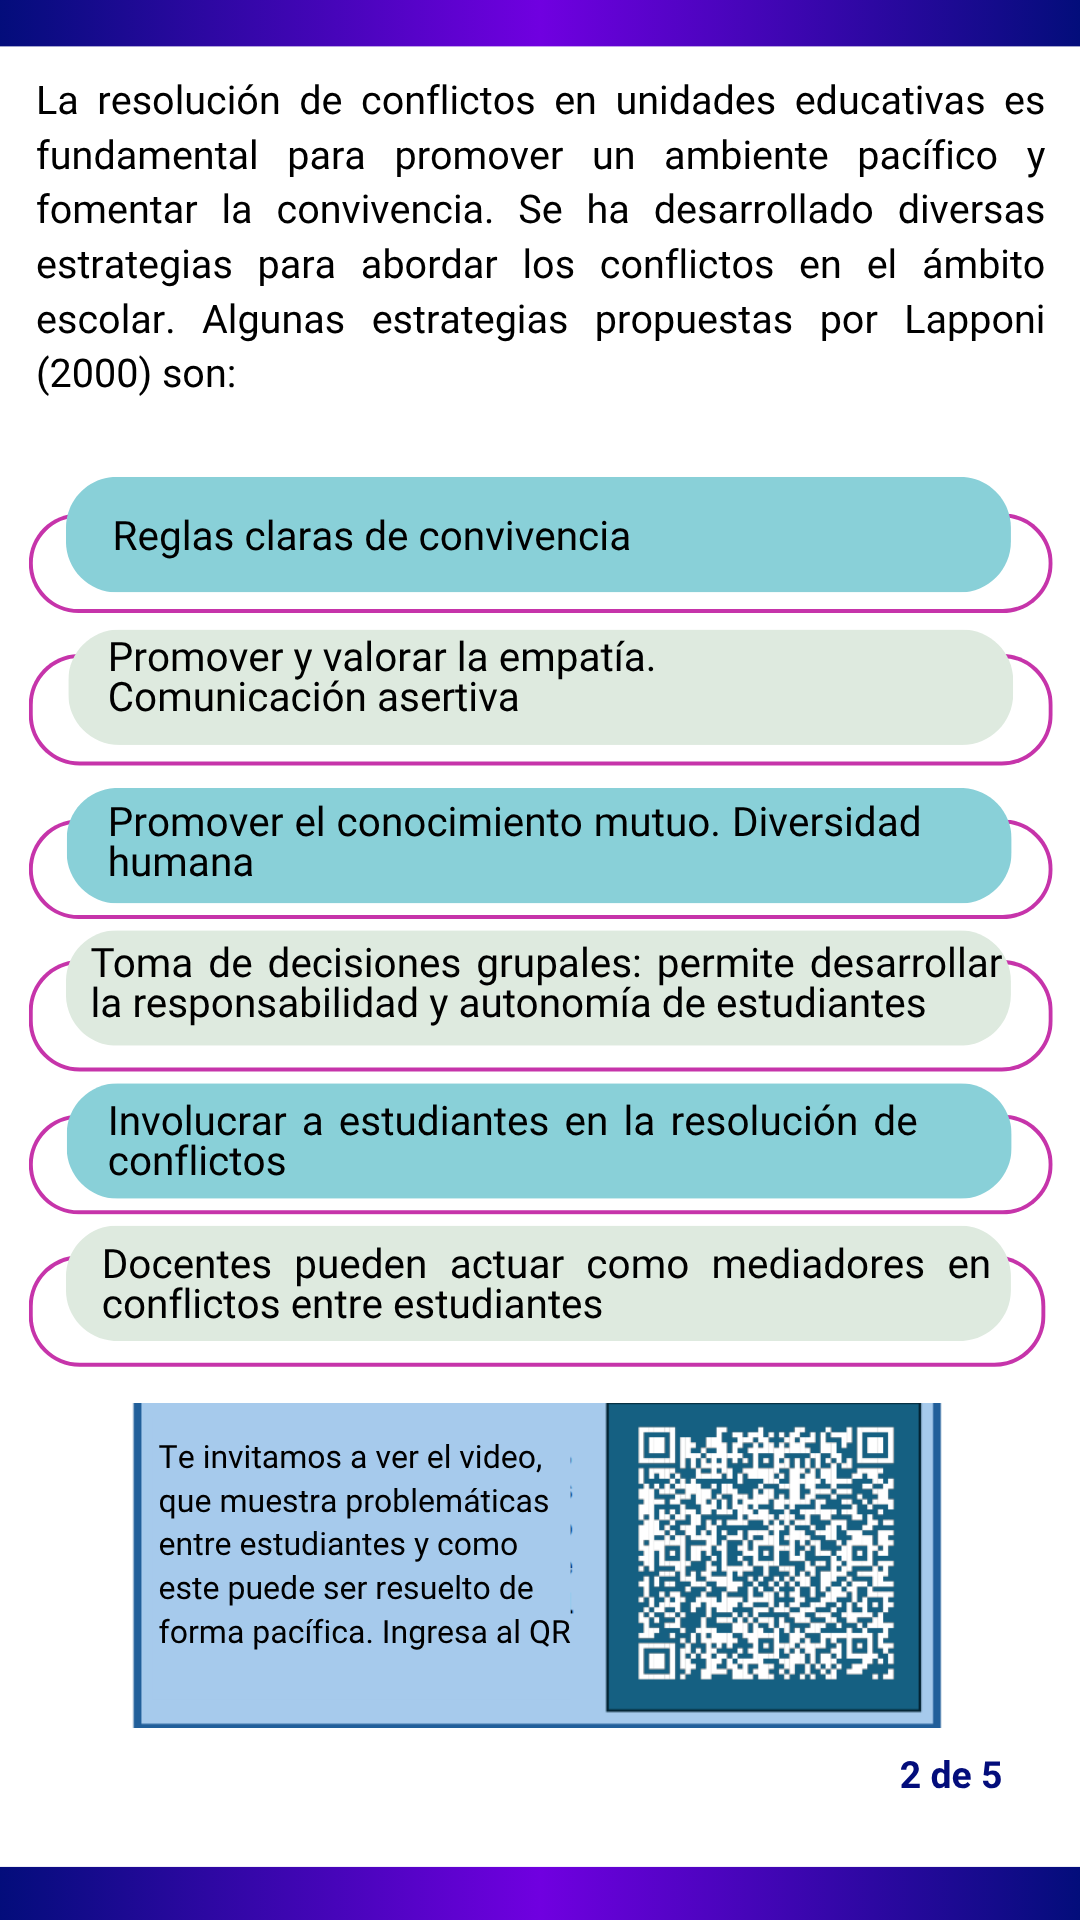 La resolución de conflictos en unidades educativas es
fundamental para promover un ambiente pacífico y
fomentar la convivencia. Se ha desarrollado diversas
estrategias para abordar los conflictos en el ámbito
escolar. Algunas estrategias propuestas por Lapponi
(2000) son:
Reglas claras de convivencia
Promover y valorar la empatía.
Comunicación asertiva
Promover el conocimiento mutuo. Diversidad
humana
Toma de decisiones grupales: permite desarrollar
la responsabilidad y autonomía de estudiantes
Involucrar a estudiantes en la resolución de
conflictos
Docentes pueden actuar como mediadores en
conflictos entre estudiantes
Te invitamos a ver el video,
que muestra problemáticas
entre estudiantes y como
este puede ser resuelto de
forma pacífica. Ingresa al QR
2 de 5